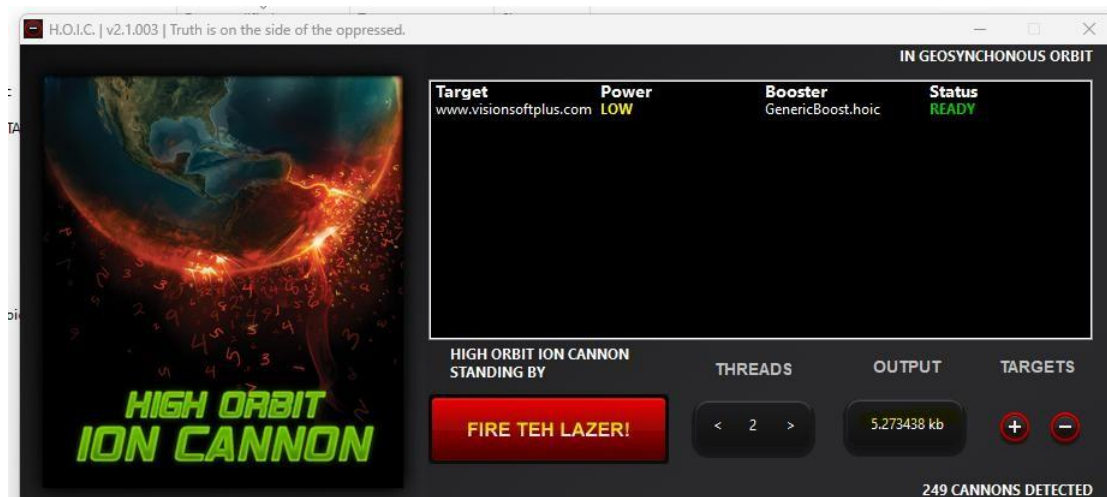 H.O.I.C. | v2.1.003 | Truth is on the side of the oppressed.
IN GEOSYNCHONOUS ORBIT
Target Power Booster Status
www.visionsoftplus.com LOW GenericBoost.hoic READY
HIGH ORBIT ION CANNON
STANDING BY
THREADS OUTPUT TARGETS
FIRE TEH LAZER!
< 2 >
5.273438 kb
+ −
HIGH ORBIT
ION CANNON
249 CANNONS DETECTED